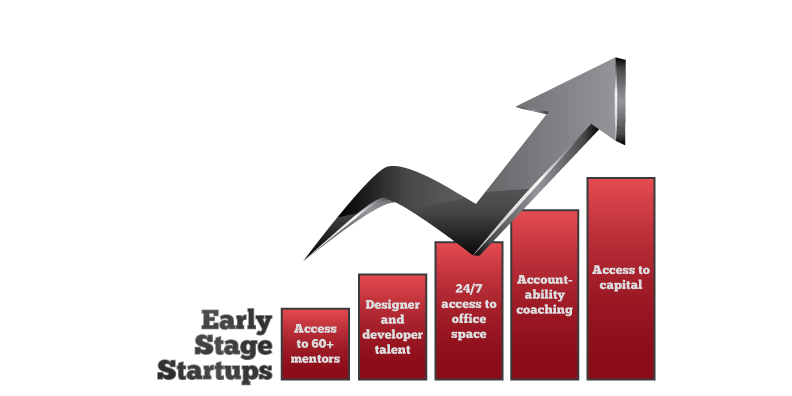 Early
Stage
Startups
Access
to 60+
mentors
Designer
and
developer
talent
24/7
access to
office
space
Account-
ability
coaching
Access to
capital